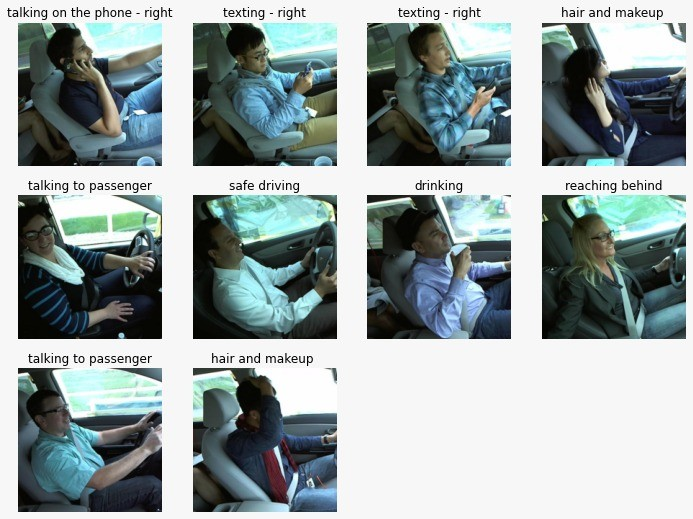 talking on the phone - right
texting - right
texting - right
hair and makeup
talking to passenger
safe driving
drinking
reaching behind
talking to passenger
hair and makeup